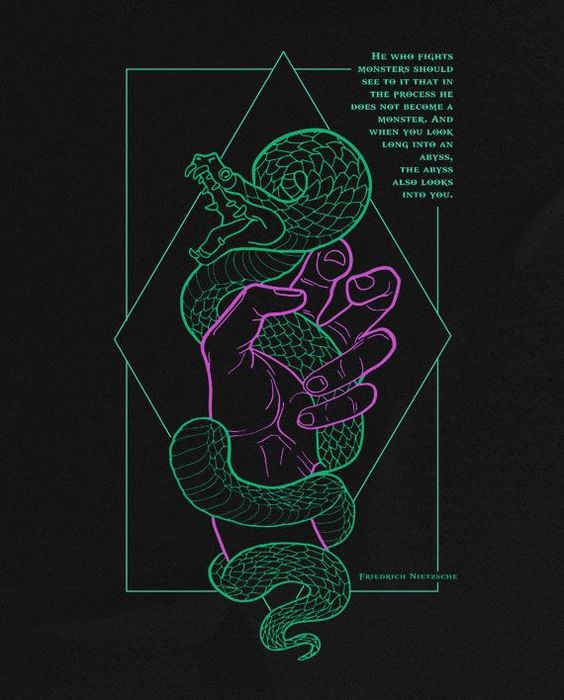 He who fights
monsters should
see to it that in
the process he
does not become a
monster. And
when you look
long into an
abyss,
the abyss
also looks
into you.
Friedrich Nietzsche